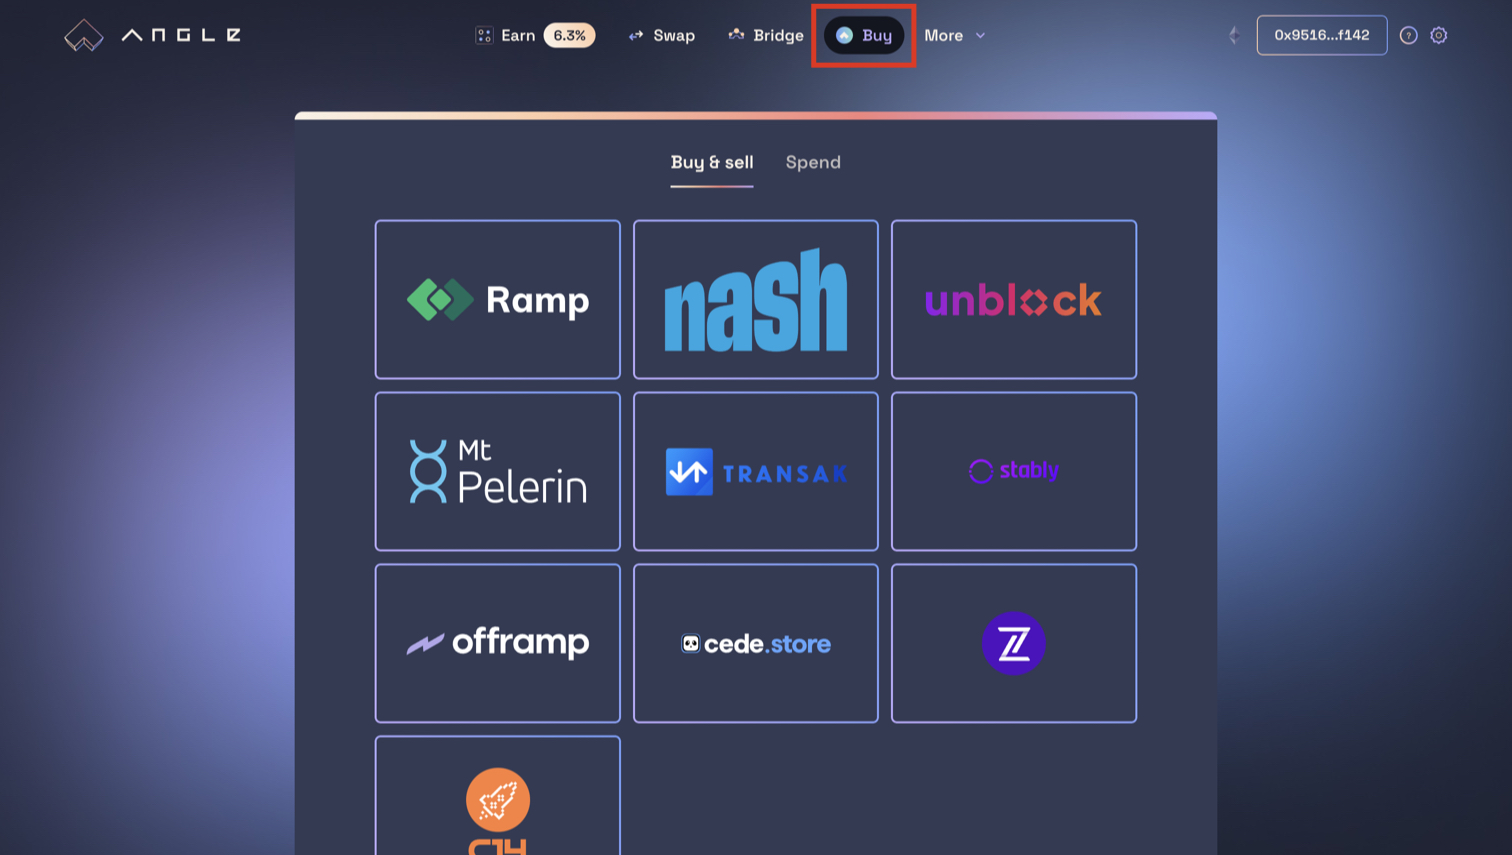 ANGLE
Earn 6.3% Swap Bridge Buy More 0x9516...f142 ?
Buy & sell Spend
Ramp
nash
unblock
Mt
Pelerin
TRANSAK
stably
offramp
cede.store
C14